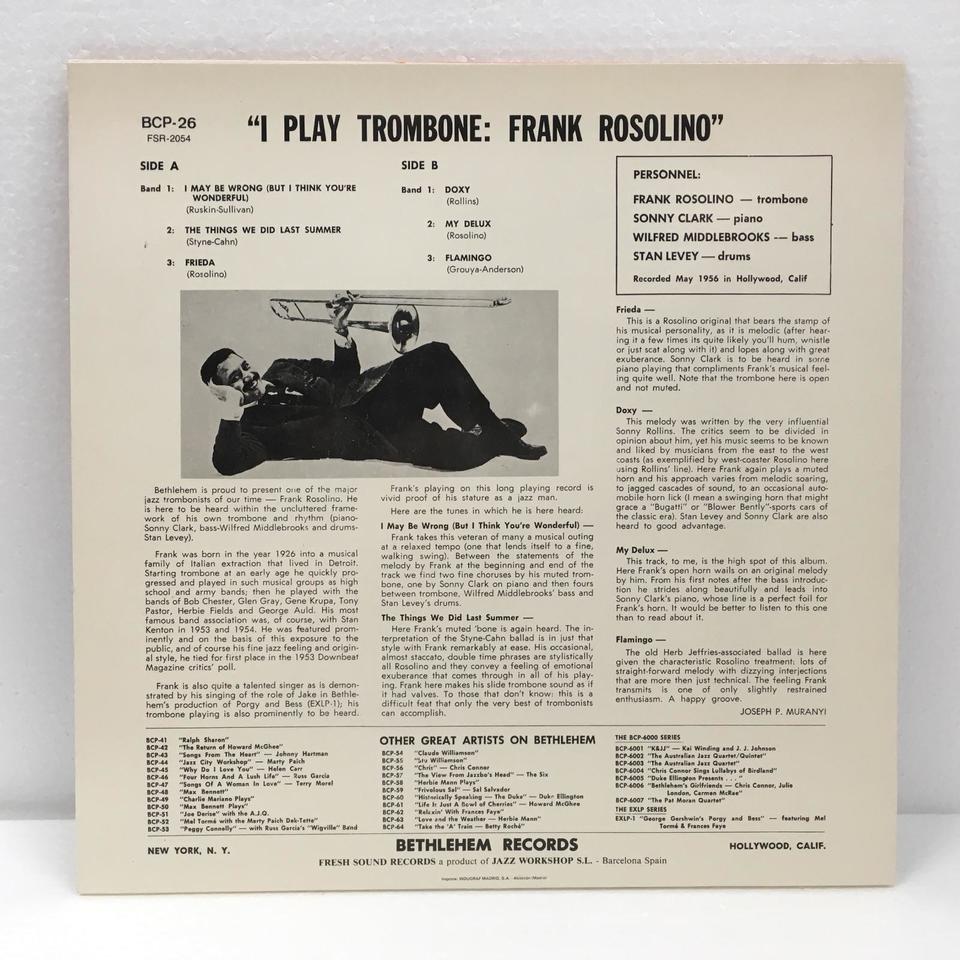 BCP-26
FSR-2054
"I PLAY TROMBONE: FRANK ROSOLINO"
SIDE A
Band 1: I MAY BE WRONG (BUT I THINK YOU'RE
WONDERFUL)
(Ruskin-Sullivan)
2: THE THINGS WE DID LAST SUMMER
(Styne-Cahn)
3: FRIEDA
(Rosolino)
SIDE B
Band 1: DOXY
(Rollins)
2: MY DELUX
(Rosolino)
3: FLAMINGO
(Grouya-Anderson)
PERSONNEL:
FRANK ROSOLINO — trombone
SONNY CLARK — piano
WILFRED MIDDLEBROOKS -— bass
STAN LEVEY — drums
Recorded May 1956 in Hollywood, Calif
Bethlehem is proud to present one of the major
jazz trombonists of our time — Frank Rosolino. He
is here to be heard within the uncluttered frame-
work of his own trombone and rhythm (piano-
Sonny Clark, bass-Wilfred Middlebrooks and drums-
Stan Levey).
Frank was born in the year 1926 into a musical
family of Italian extraction that lived in Detroit.
Starting trombone at an early age he quickly pro-
gressed and played in such musical groups as high
school and army bands; then he played with the
bands of Bob Chester, Glen Gray, Gene Krupa, Tony
Pastor, Herbie Fields and George Auld. His most
famous band association was, of course, with Stan
Kenton in 1953 and 1954. He was featured prom-
inently and on the basis of this exposure to the
public, and of course his fine jazz feeling and origin-
al style, he tied for first place in the 1953 Downbeat
Magazine critics' poll.
Frank is also quite a talented singer as is demon-
strated by his singing of the role of Jake in Bethle-
hem's production of Porgy and Bess (EXLP-1); his
trombone playing is also prominently to be heard.
Frank's playing on this long playing record is
vivid proof of his stature as a jazz man.
Here are the tunes in which he is here heard:
I May Be Wrong (But I Think You're Wonderful) —
Frank takes this veteran of many a musical outing
at a relaxed tempo (one that lends itself to a fine,
walking swing). Between the statements of the
melody by Frank at the beginning and end of the
track we find two fine choruses by his muted trom-
bone, one by Sonny Clark on piano and then fours
between trombone, Wilfred Middlebrooks' bass and
Stan Levey's drums.
The Things We Did Last Summer —
Here Frank's muted 'bone is again heard. The in-
terpretation of the Styne-Cahn ballad is in just that
style with Frank remarkably at ease. His occasional,
almost staccato, double time phrases are stylistically
all Rosolino and they convey a feeling of emotional
exuberance that comes through in all of his play-
ing. Frank here makes his slide trombone sound as if
it had valves. To those that don't know: this is a
difficult feat that only the very best of trombonists
can accomplish.
Frieda —
This is a Rosolino original that bears the stamp of
his musical personality, as it is melodic (after hear-
ing it a few times its quite likely you'll hum, whistle
or just scat along with it) and lopes along with great
exuberance. Sonny Clark is to be heard in some
piano playing that compliments Frank's musical feel-
ing quite well. Note that the trombone here is open
and not muted.
Doxy —
This melody was written by the very influential
Sonny Rollins. The critics seem to be divided in
opinion about him, yet his music seems to be known
and liked by musicians from the east to the west
coasts (as exemplified by west-coaster Rosolino here
using Rollins' line). Here Frank again plays a muted
horn and his approach varies from melodic soaring,
to jagged cascades of sound, to an occasional auto-
mobile horn lick (I mean a swinging horn that might
grace a "Bugatti" or "Blower Bently"-sports cars of
the classic era). Stan Levey and Sonny Clark are also
heard to good advantage.
My Delux —
This track, to me, is the high spot of this album.
Here Frank's open horn wails on an original melody
by him. From his first notes after the bass introduc-
tion he strides along beautifully and leads into
Sonny Clark's piano, whose line is a perfect foil for
Frank's horn. It would be better to listen to this one
than to read about it.
Flamingo —
The old Herb Jeffries-associated ballad is here
given the characteristic Rosolino treatment: lots of
straight-forward melody with dizzying interjections
that are more then just technical. The feeling Frank
transmits is one of only slightly restrained
enthusiasm. A happy groove.
JOSEPH P. MURANYI
BCP-41 "Ralph Sharon"
BCP-42 "The Return of Howard McGhee"
BCP-43 "Songs From The Heart" — Johnny Hartman
BCP-44 "Jazz City Workshop" — Marty Paich
BCP-45 "Why Do I Love You" — Helen Carr
BCP-46 "Four Horns And A Lush Life" — Russ Garcia
BCP-47 "Songs Of A Woman In Love" — Terry Morel
BCP-48 "Max Bennett"
BCP-49 "Charlie Mariano Plays"
BCP-50 "Max Bennett Plays"
BCP-51 "Joe Derise" with the A.J.Q.
BCP-52 "Mel Tormé with the Marty Paich Dek-Tette"
BCP-53 "Peggy Connelly" — with Russ Garcia's "Wigville" Band
OTHER GREAT ARTISTS ON BETHLEHEM
BCP-54 "Claude Williamson"
BCP-55 "Stu Williamson"
BCP-56 "Chris" — Chris Connor
BCP-57 "The View From Jazzbo's Head" — The Six
BCP-58 "Herbie Mann Plays"
BCP-59 "Frivolous Sal" — Sal Salvador
BCP-60 "Historically Speaking — The Duke" — Duke Ellington
BCP-61 "Life Is Just A Bowl of Cherries" — Howard McGhee
BCP-62 "Relaxin' With Frances Faye"
BCP-63 "Love and the Weather — Herbie Mann
BCP-64 "Take the 'A' Train — Betty Roché"
THE BCP-6000 SERIES
BCP-6001 "K&JJ" — Kai Winding and J. J. Johnson
BCP-6002 "The Australian Jazz Quartet/Quintet"
BCP-6003 "The Australian Jazz Quartet"
BCP-6004 "Chris Connor Sings Lullabys of Birdland"
BCP-6005 "Duke Ellington Presents . . ."
BCP-6006 "Bethlehem's Girlfriends — Chris Connor, Julie
London, Carmen McRae"
BCP-6007 "The Pat Moran Quartet"
THE EXLP SERIES
EXLP-1 "George Gershwin's Porgy and Bess" — featuring Mel
Tormé & Frances Faye
NEW YORK, N. Y.
BETHLEHEM RECORDS
HOLLYWOOD, CALIF.
FRESH SOUND RECORDS a product of JAZZ WORKSHOP S.L. - Barcelona Spain
Imprime: INDUGRAF MADRID, S.A. -